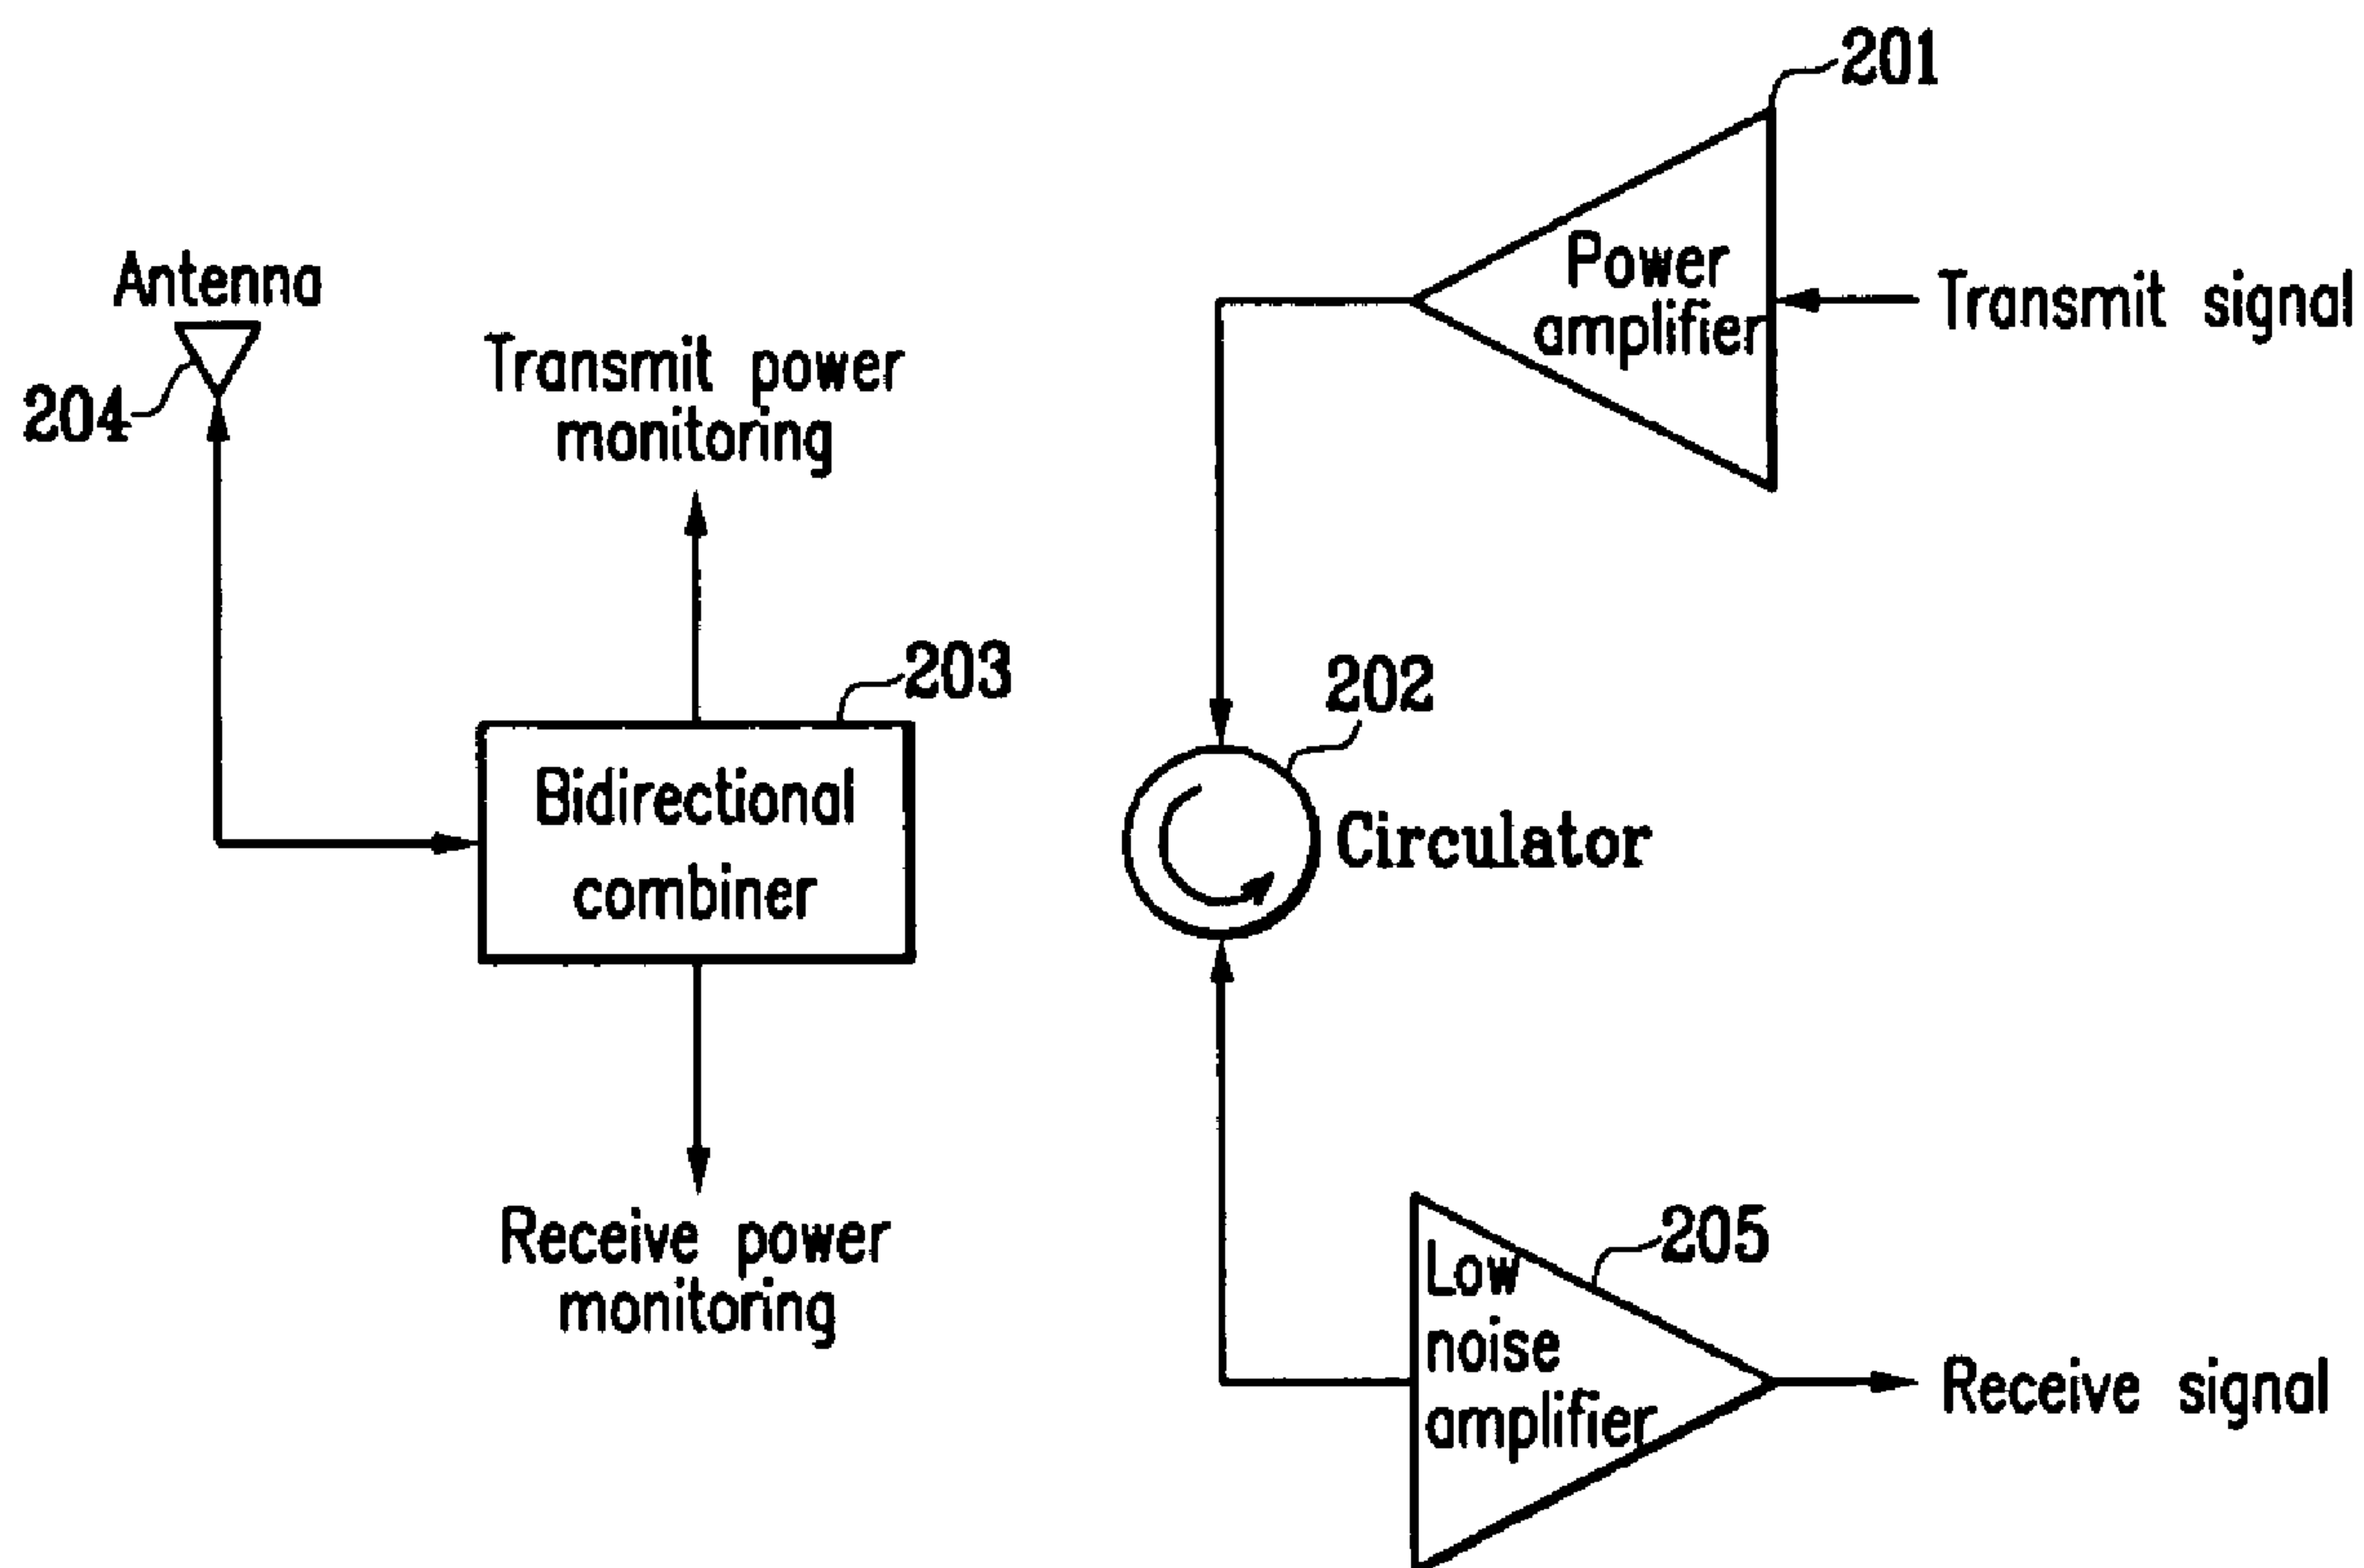 201
Power
amplifier
Transmit signal
Antenna
204
Transmit power
monitoring
203
Bidirectional
combiner
202
Circulator
Receive power
monitoring
205
Low
noise
amplifier
Receive signal